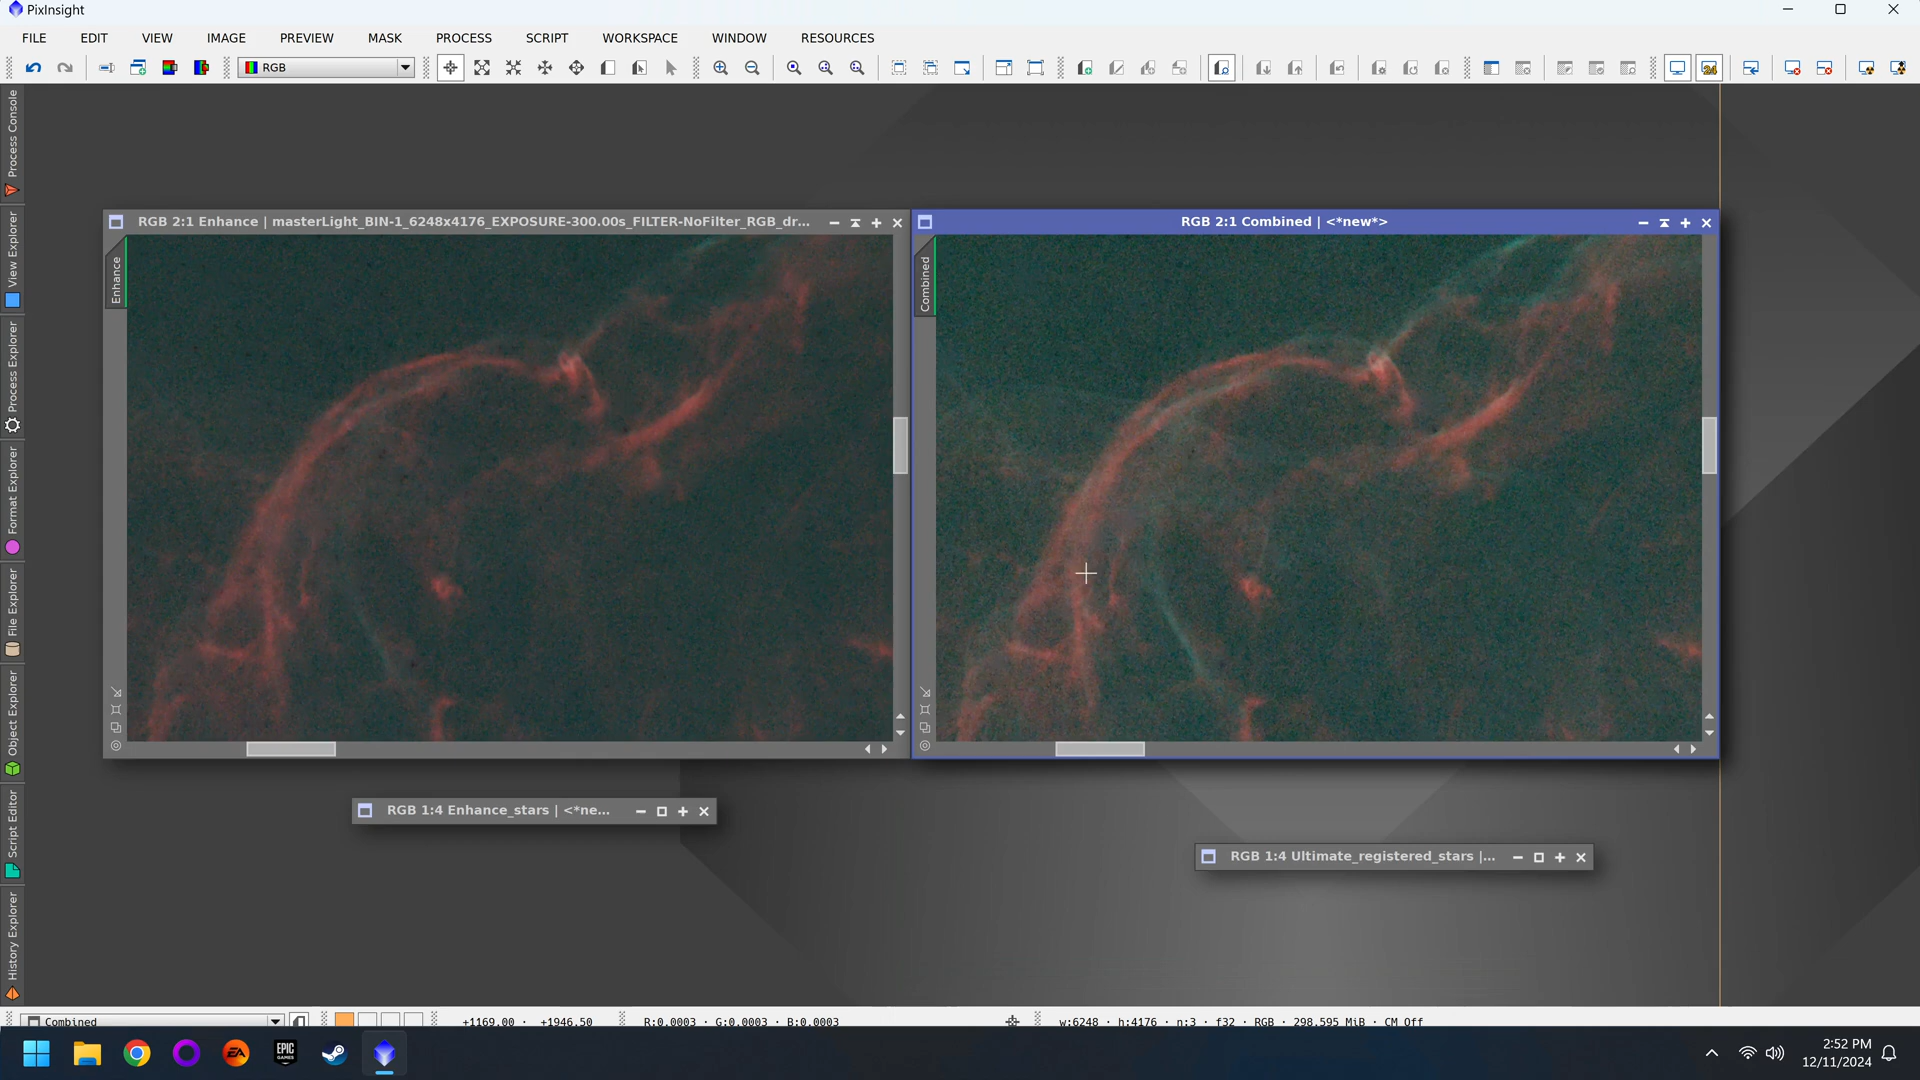 PixInsight
FILE EDIT VIEW IMAGE PREVIEW MASK PROCESS SCRIPT WORKSPACE WINDOW RESOURCES
RGB
24
Process Console
View Explorer
Process Explorer
Format Explorer
File Explorer
Object Explorer
Script Editor
History Explorer
RGB 2:1 Enhance | masterLight_BIN-1_6248x4176_EXPOSURE-300.00s_FILTER-NoFilter_RGB_dr...
Enhance
RGB 2:1 Combined | <*new*>
Combined
RGB 1:4 Enhance_stars | <*ne...
RGB 1:4 Ultimate_registered_stars |...
Combined
+1169.00 · +1946.50
R:0.0003 · G:0.0003 · B:0.0003
w:6248 · h:4176 · n:3 · f32 · RGB · 298.595 MiB · CM Off
EA
EPIC
GAMES
2:52 PM
12/11/2024